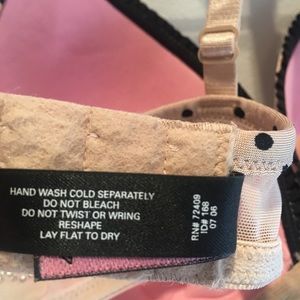 HAND WASH COLD SEPARATELY
DO NOT BLEACH
DO NOT TWIST OR WRING
RESHAPE
LAY FLAT TO DRY
RN# 72409
ID# 168
07 06